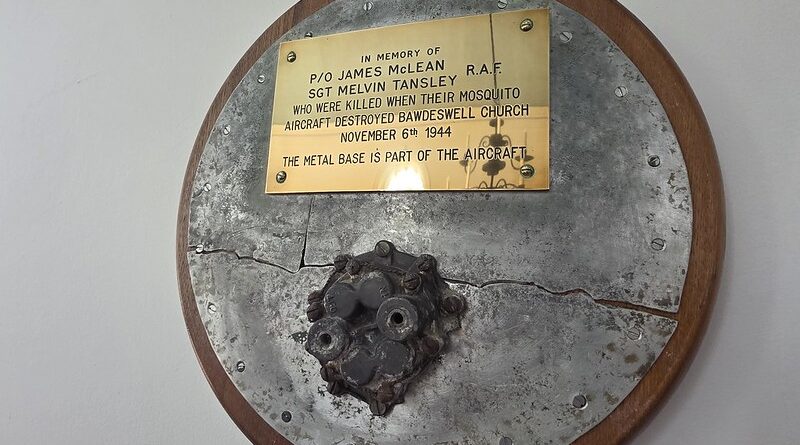 IN MEMORY OF
P/O JAMES McLEAN R.A.F.
SGT MELVIN TANSLEY
WHO WERE KILLED WHEN THEIR MOSQUITO
AIRCRAFT DESTROYED BAWDESWELL CHURCH
NOVEMBER 6th 1944
THE METAL BASE IS PART OF THE AIRCRAFT